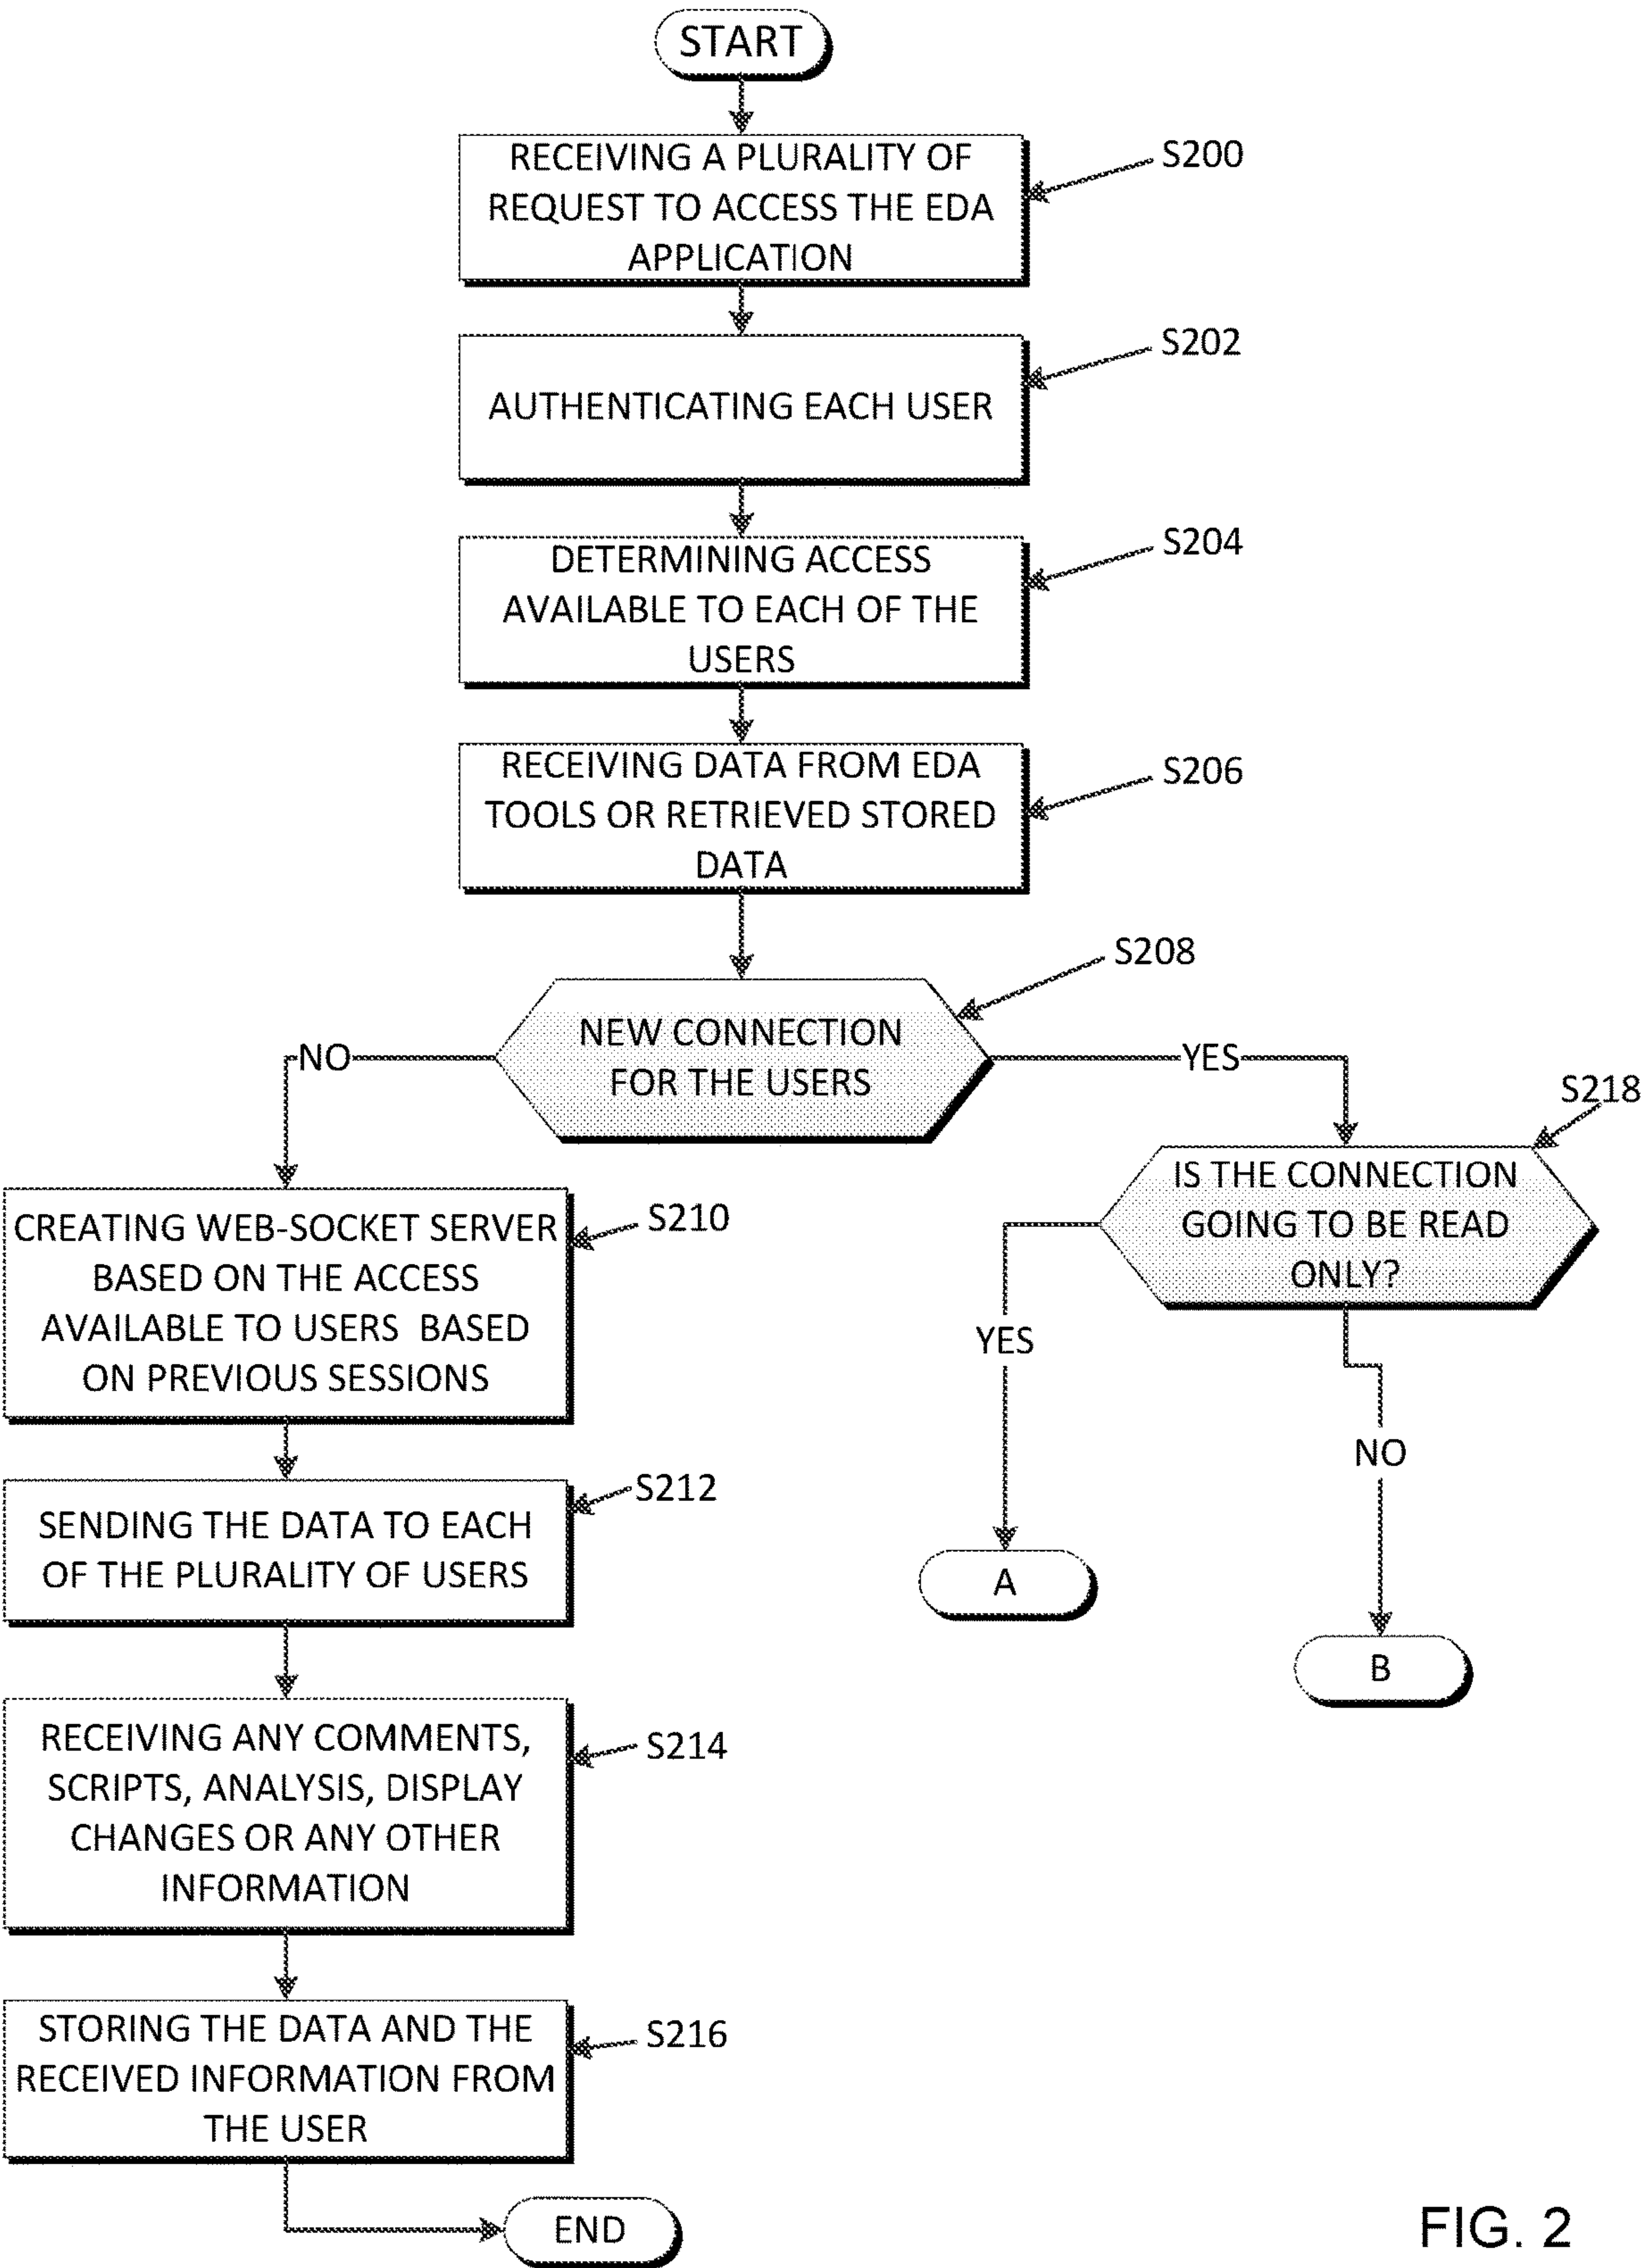 START
RECEIVING A PLURALITY OF
REQUEST TO ACCESS THE EDA
APPLICATION
S200
AUTHENTICATING EACH USER
S202
DETERMINING ACCESS
AVAILABLE TO EACH OF THE
USERS
S204
RECEIVING DATA FROM EDA
TOOLS OR RETRIEVED STORED
DATA
S206
NEW CONNECTION
FOR THE USERS
S208
NO
YES
CREATING WEB-SOCKET SERVER
BASED ON THE ACCESS
AVAILABLE TO USERS BASED
ON PREVIOUS SESSIONS
S210
SENDING THE DATA TO EACH
OF THE PLURALITY OF USERS
S212
RECEIVING ANY COMMENTS,
SCRIPTS, ANALYSIS, DISPLAY
CHANGES OR ANY OTHER
INFORMATION
S214
STORING THE DATA AND THE
RECEIVED INFORMATION FROM
THE USER
S216
END
IS THE CONNECTION
GOING TO BE READ
ONLY?
S218
YES
NO
A
B
FIG. 2